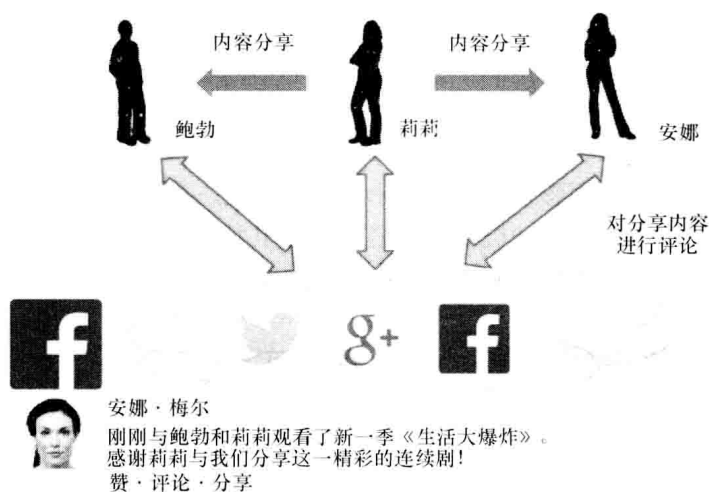 内容分享
内容分享
鲍勃
莉莉
安娜
对分享内容
进行评论
f
g+
f
安娜·梅尔
刚刚与鲍勃和莉莉观看了新一季《生活大爆炸》。
感谢莉莉与我们分享这一精彩的连续剧!
赞·评论·分享